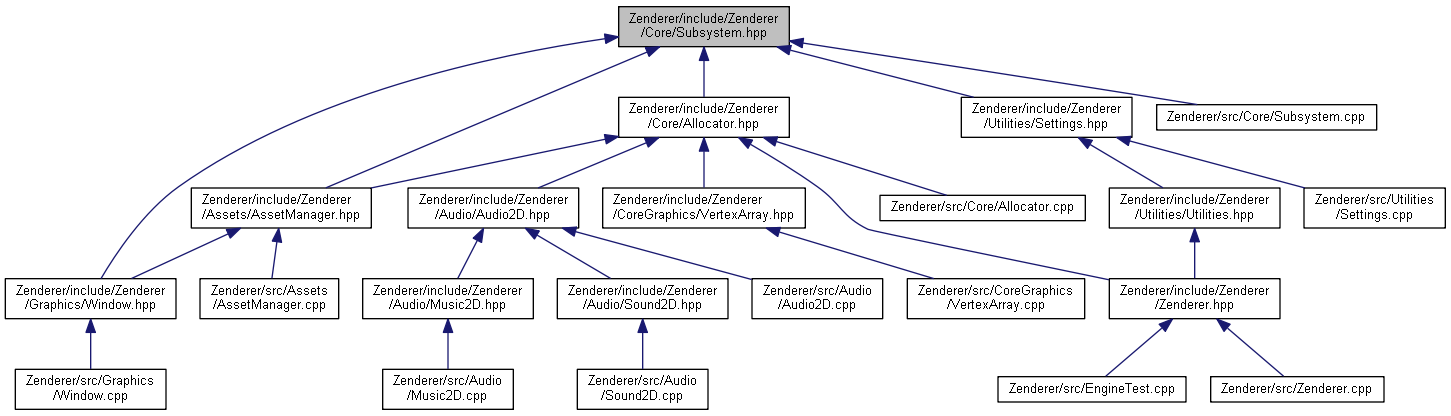 Zenderer/include/Zenderer
/Core/Subsystem.hpp
Zenderer/include/Zenderer
/Core/Allocator.hpp
Zenderer/include/Zenderer
/Utilities/Settings.hpp
Zenderer/src/Core/Subsystem.cpp
Zenderer/include/Zenderer
/Assets/AssetManager.hpp
Zenderer/include/Zenderer
/Audio/Audio2D.hpp
Zenderer/include/Zenderer
/CoreGraphics/VertexArray.hpp
Zenderer/src/Core/Allocator.cpp
Zenderer/include/Zenderer
/Utilities/Utilities.hpp
Zenderer/src/Utilities
/Settings.cpp
Zenderer/include/Zenderer
/Graphics/Window.hpp
Zenderer/src/Assets
/AssetManager.cpp
Zenderer/include/Zenderer
/Audio/Music2D.hpp
Zenderer/include/Zenderer
/Audio/Sound2D.hpp
Zenderer/src/Audio
/Audio2D.cpp
Zenderer/src/CoreGraphics
/VertexArray.cpp
Zenderer/include/Zenderer
/Zenderer.hpp
Zenderer/src/Graphics
/Window.cpp
Zenderer/src/Audio
/Music2D.cpp
Zenderer/src/Audio
/Sound2D.cpp
Zenderer/src/EngineTest.cpp
Zenderer/src/Zenderer.cpp